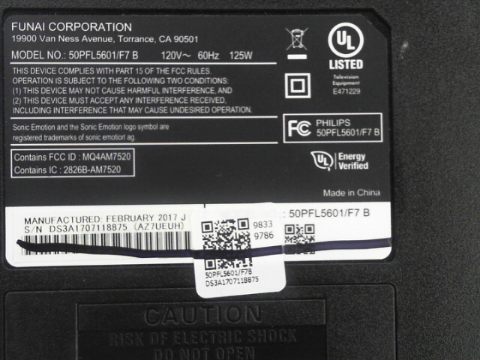 FUNAI CORPORATION
19900 Van Ness Avenue, Torrance, CA 90501
MODEL NO.: 50PFL5601/F7 B 120V~ 60Hz 125W
THIS DEVICE COMPLIES WITH PART 15 OF THE FCC RULES.
OPERATION IS SUBJECT TO THE FOLLOWING TWO CONDITIONS:
(1) THIS DEVICE MAY NOT CAUSE HARMFUL INTERFERENCE, AND
(2) THIS DEVICE MUST ACCEPT ANY INTERFERENCE RECEIVED,
INCLUDING INTERFERENCE THAT MAY CAUSE UNDESIRED OPERATION.
Sonic Emotion and the Sonic Emotion logo symbol are
registered trademarks of sonic emotion ag.
Contains FCC ID : MQ4AM7520
Contains IC : 2826B-AM7520
UL
LISTED
Television
Equipment
E471229
FC PHILIPS
50PFL5601/F7 B
UL Energy
Verified
Made in China
MANUFACTURED: FEBRUARY 2017 J
S/N DS3A1707118875 (AZ7UEUH)
9833
9786
50PFL5601/F7B
DS3A1707118875
: 50PFL5601/F7 B
CAUTION
RISK OF ELECTRIC SHOCK
DO NOT OPEN